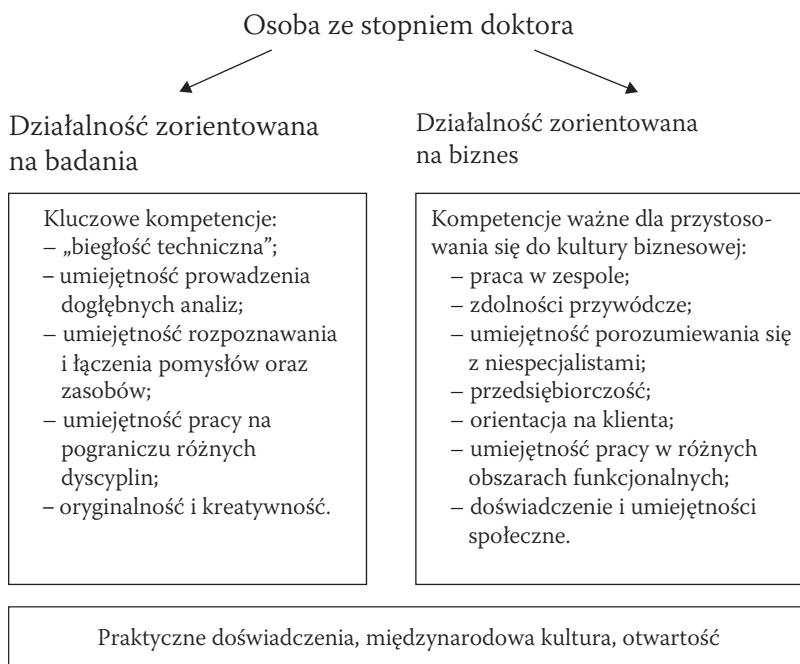 Osoba ze stopniem doktora
Działalność zorientowana
na badania
Kluczowe kompetencje:
– „biegłość techniczna”;
– umiejętność prowadzenia
dogłębnych analiz;
– umiejętność rozpoznawania
i łączenia pomysłów oraz
zasobów;
– umiejętność pracy na
pograniczu różnych
dyscyplin;
– oryginalność i kreatywność.
Działalność zorientowana
na biznes
Kompetencje ważne dla przystoso-
wania się do kultury biznesowej:
– praca w zespole;
– zdolności przywódcze;
– umiejętność porozumiewania się
z niespecjalistami;
– przedsiębiorczość;
– orientacja na klienta;
– umiejętność pracy w różnych
obszarach funkcjonalnych;
– doświadczenie i umiejętności
społeczne.
Praktyczne doświadczenia, międzynarodowa kultura, otwartość